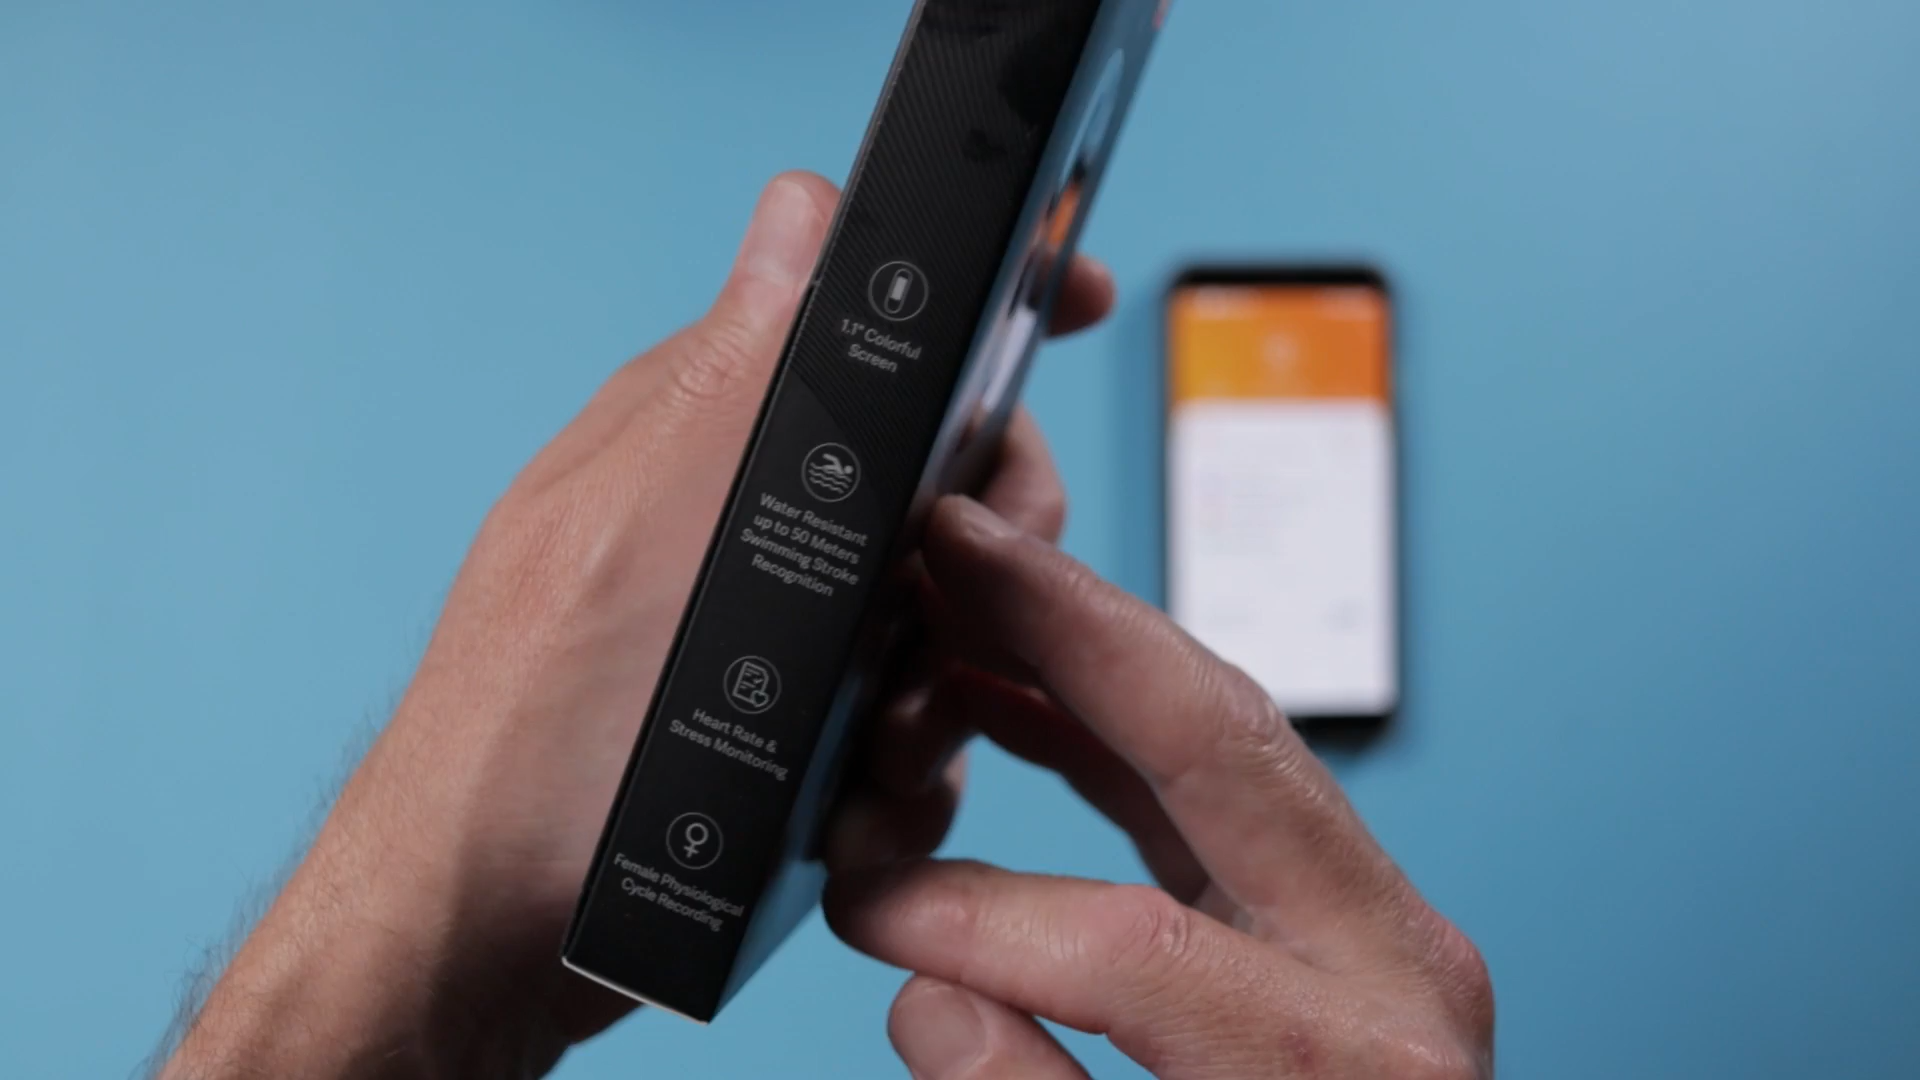 1.1" Colorful
Screen
Water Resistant
up to 50 Meters
Swimming Stroke
Recognition
Heart Rate &
Stress Monitoring
Female Physiological
Cycle Recording